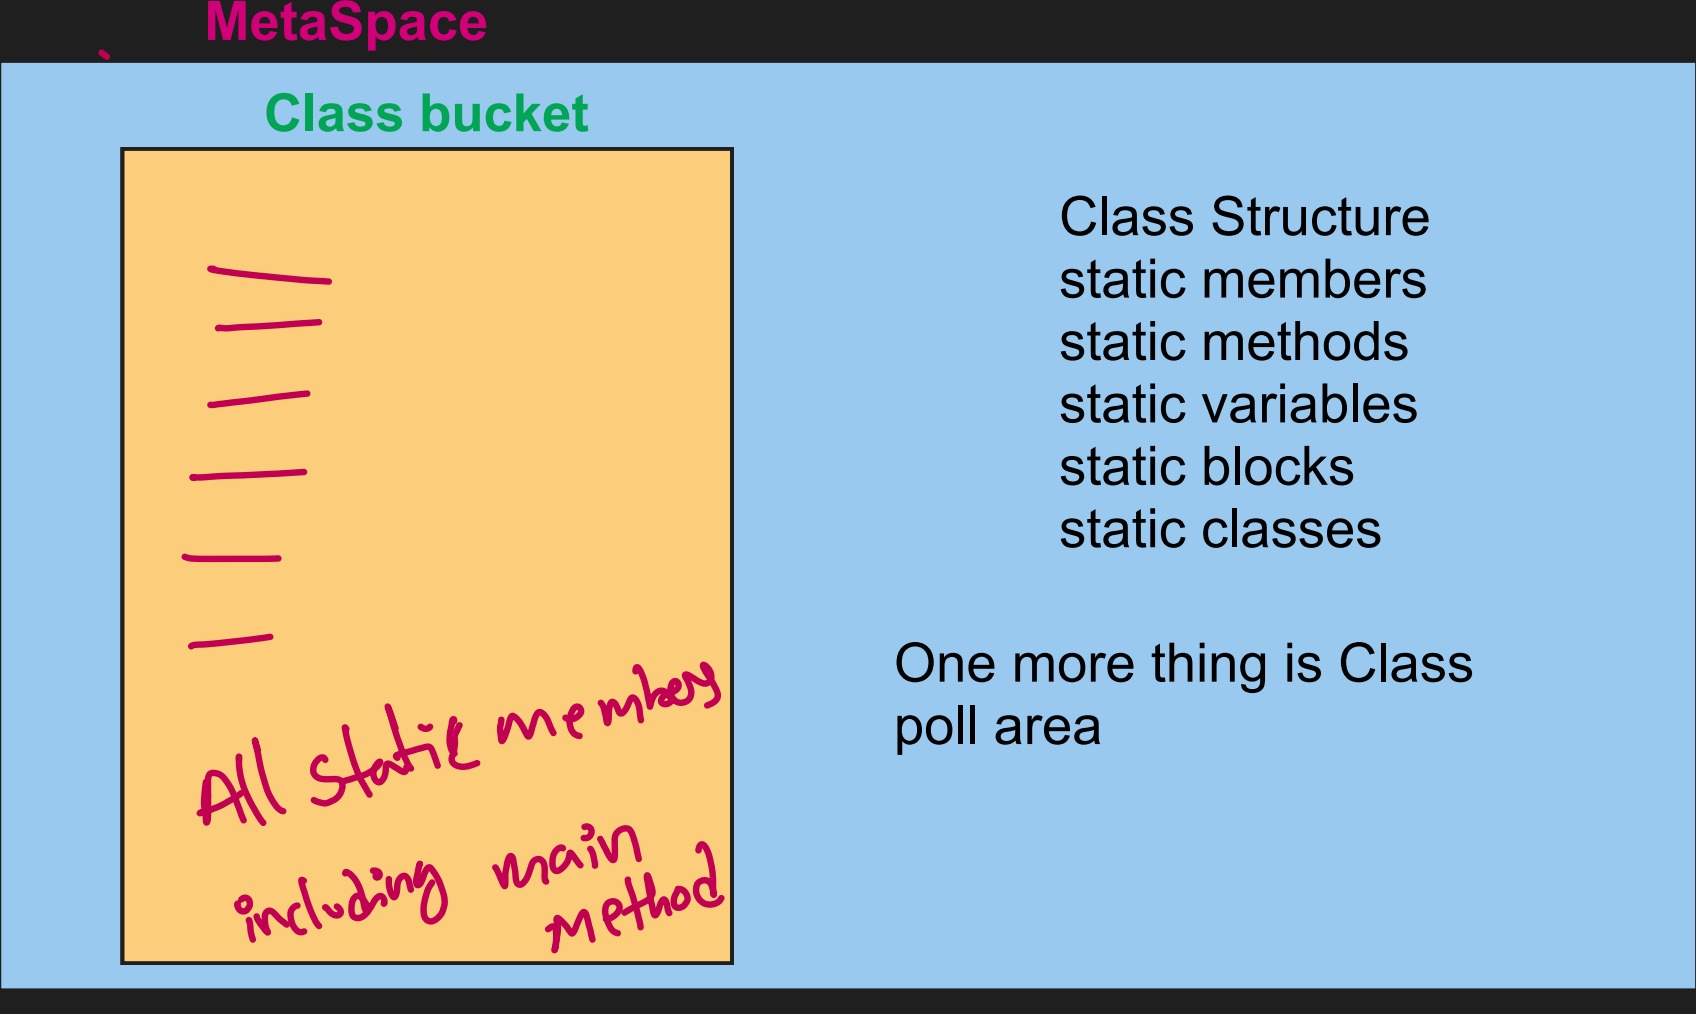 MetaSpace
Class bucket
All static members
including main
method
Class Structure
static members
static methods
static variables
static blocks
static classes
One more thing is Class
poll area